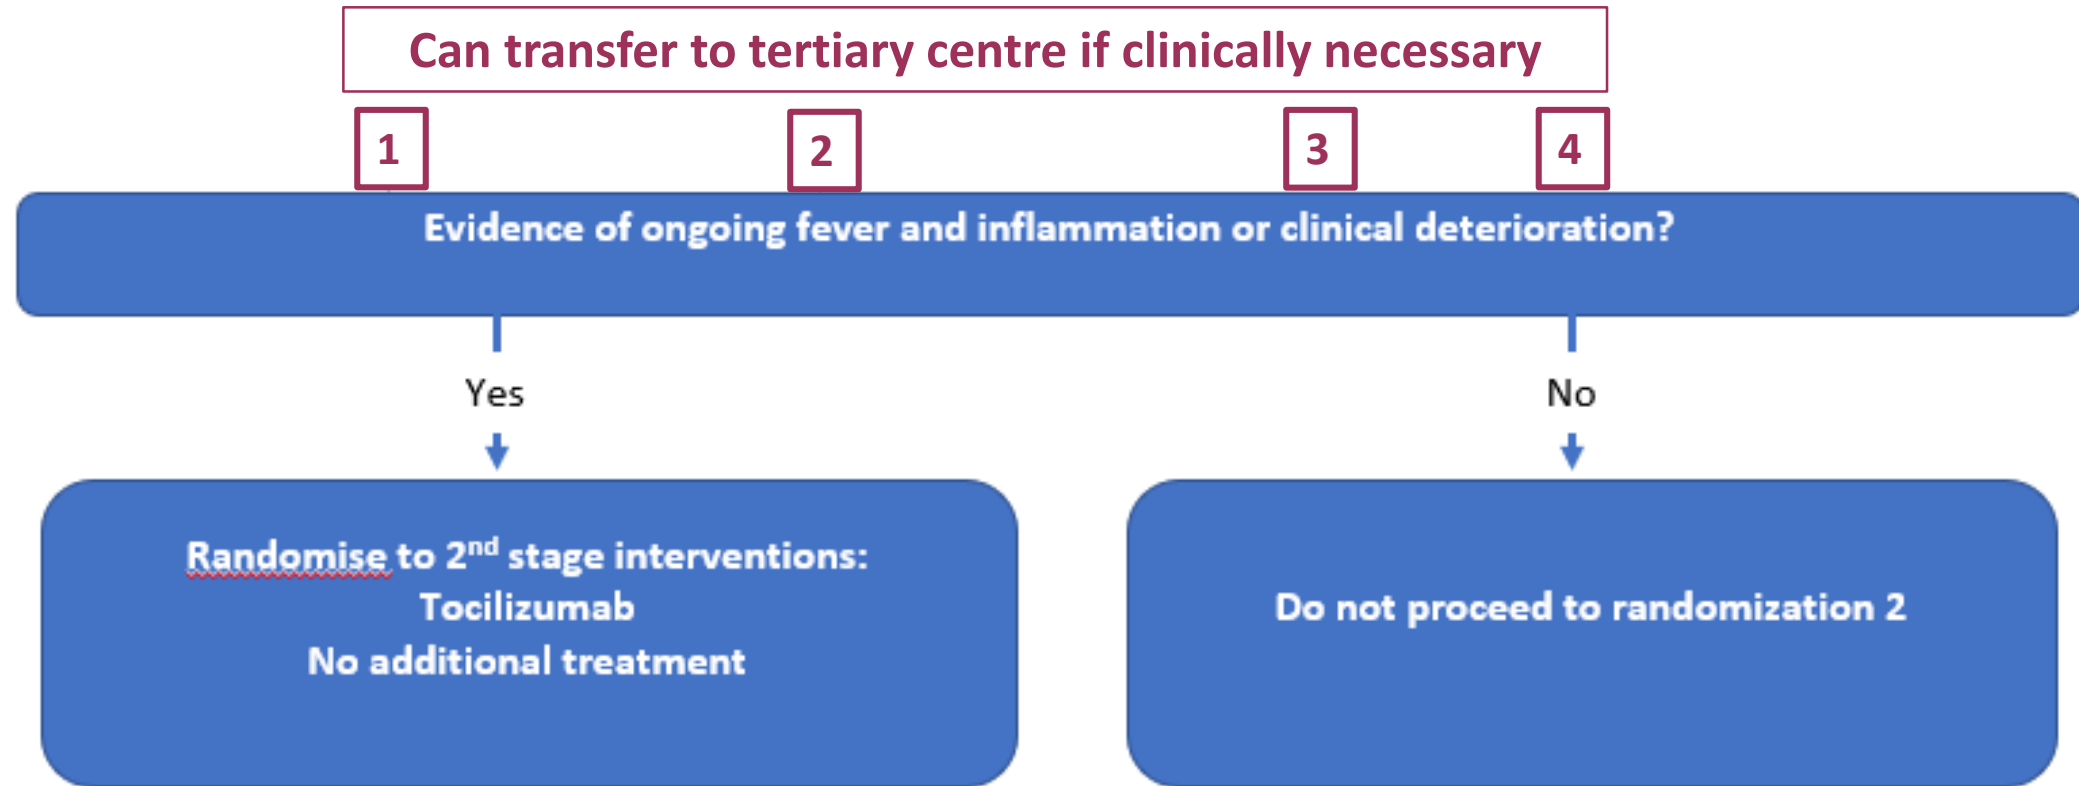 Can transfer to tertiary centre if clinically necessary
1 2 3 4
Evidence of ongoing fever and inflammation or clinical deterioration?
Yes
No
Randomise to 2nd stage interventions:
Tocilizumab
No additional treatment
Do not proceed to randomization 2